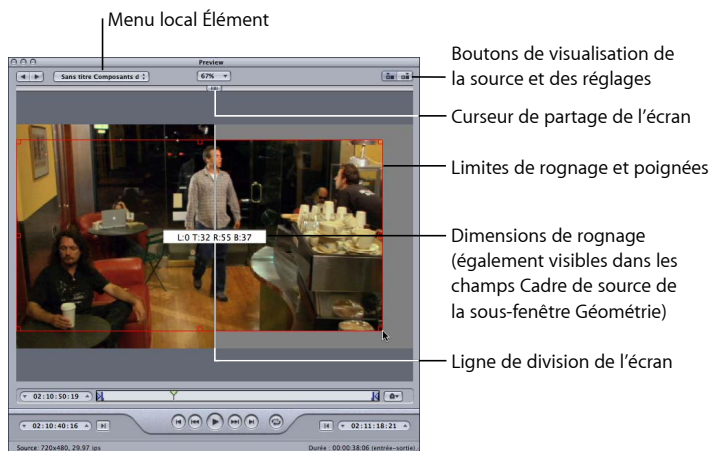 Menu local Élément
Preview
Sans titre Composants d
67%
Boutons de visualisation de
la source et des réglages
Curseur de partage de l'écran
Limites de rognage et poignées
L:0 T:32 R:55 B:37
Dimensions de rognage
(également visibles dans les
champs Cadre de source de
la sous-fenêtre Géométrie)
Ligne de division de l'écran
02:10:50:19
02:10:40:16
02:11:18:21
Source: 720x480, 29.97 ips
Durée : 00:00:38:06 (entrée-sortie)